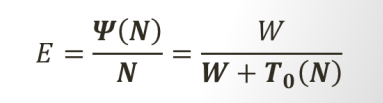 E = Ψ(N) / N = W / (W + T₀(N))